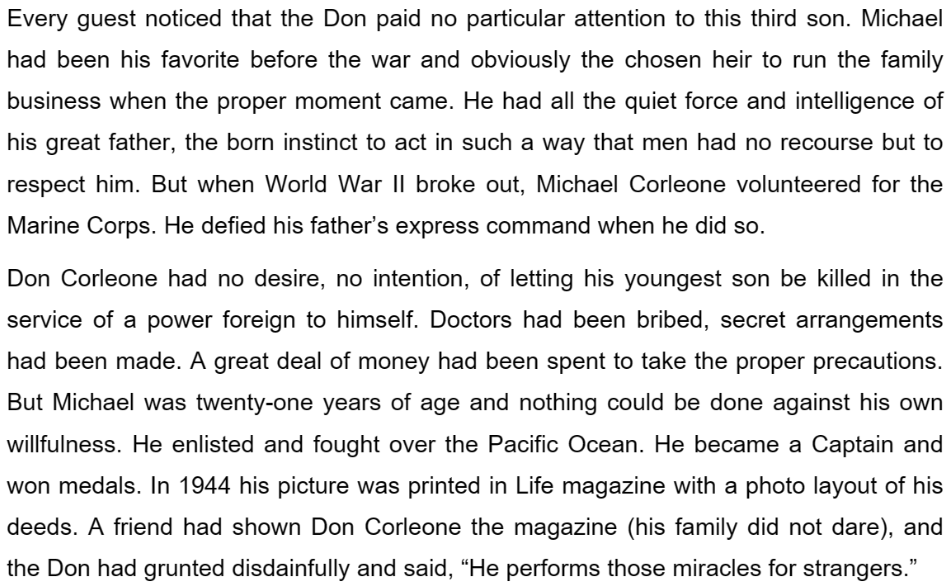 Every guest noticed that the Don paid no particular attention to this third son. Michael
had been his favorite before the war and obviously the chosen heir to run the family
business when the proper moment came. He had all the quiet force and intelligence of
his great father, the born instinct to act in such a way that men had no recourse but to
respect him. But when World War II broke out, Michael Corleone volunteered for the
Marine Corps. He defied his father’s express command when he did so.
Don Corleone had no desire, no intention, of letting his youngest son be killed in the
service of a power foreign to himself. Doctors had been bribed, secret arrangements
had been made. A great deal of money had been spent to take the proper precautions.
But Michael was twenty-one years of age and nothing could be done against his own
willfulness. He enlisted and fought over the Pacific Ocean. He became a Captain and
won medals. In 1944 his picture was printed in Life magazine with a photo layout of his
deeds. A friend had shown Don Corleone the magazine (his family did not dare), and
the Don had grunted disdainfully and said, “He performs those miracles for strangers.”